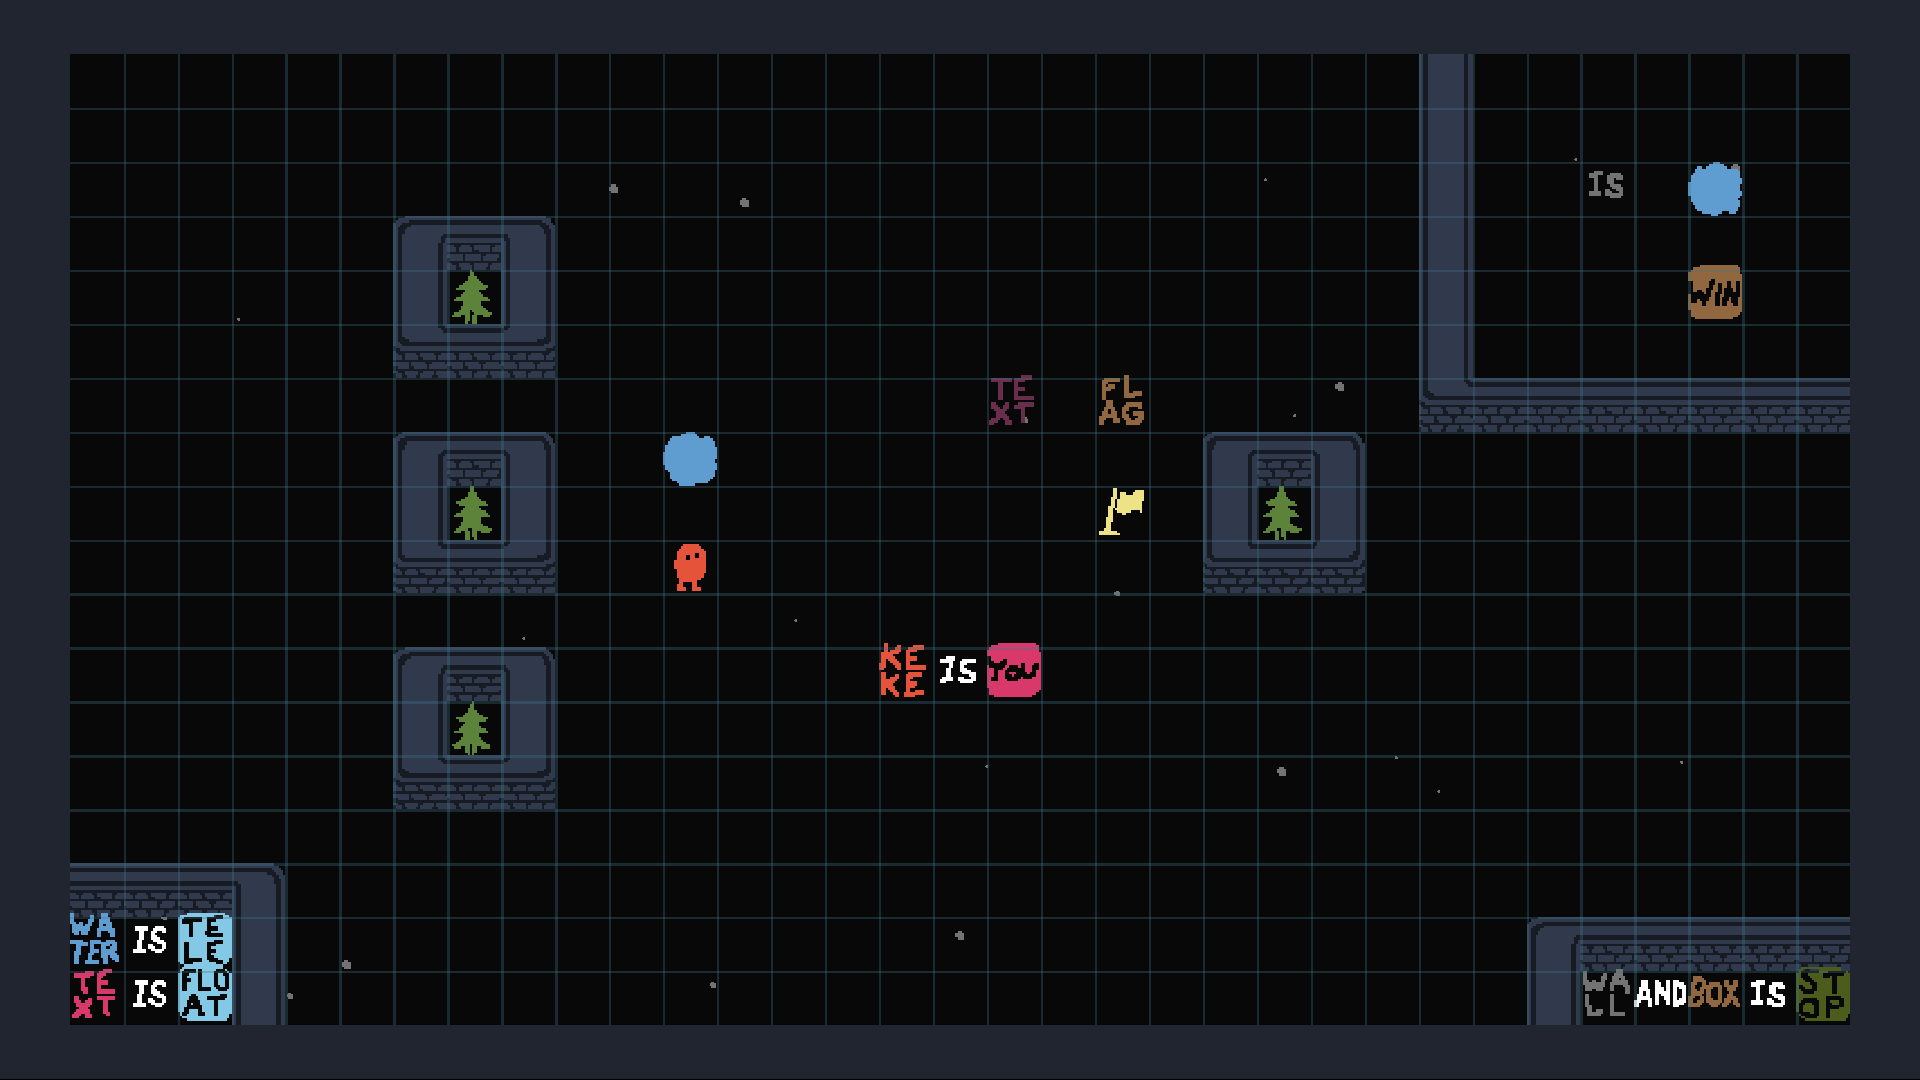 IS
WIN
TEXT FLAG
KEKE IS YOU
WATER IS TELE
TEXT IS FLOAT
WALL AND BOX IS STOP